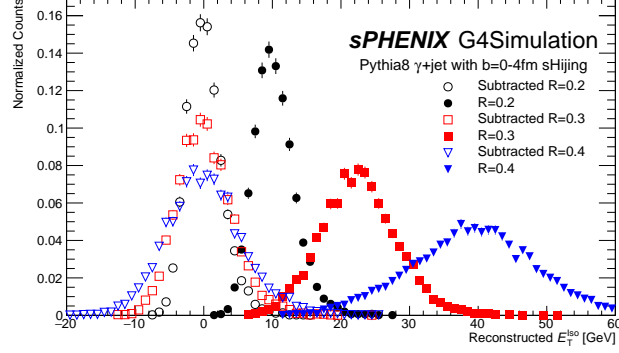 0.16
0.14
0.12
0.1
0.08
0.06
0.04
0.02
0
Normalized Counts
sPHENIX G4Simulation
Pythia8 γ+jet with b=0-4fm sHijing
Subtracted R=0.2
R=0.2
Subtracted R=0.3
R=0.3
Subtracted R=0.4
R=0.4
−20 −10 0 10 20 30 40 50 60
Reconstructed E_T^Iso [GeV]